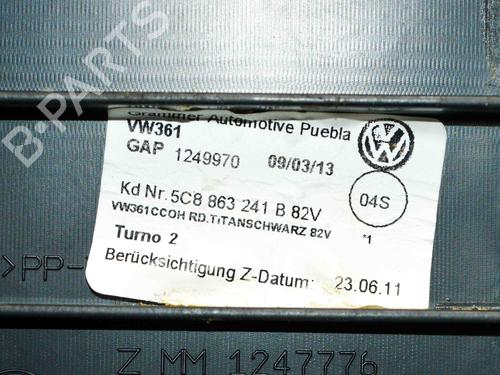 B-PARTS
Grammer Automotive Puebla
VW361
GAP 1249970 09/03/13
Kd Nr. 5C8 863 241 B 82V
04S
VW361CCOH RD.TITANSCHWARZ 82V *1
Turno 2
Berücksichtigung Z-Datum: 23.06.11
>PP-
Z MM 1247776